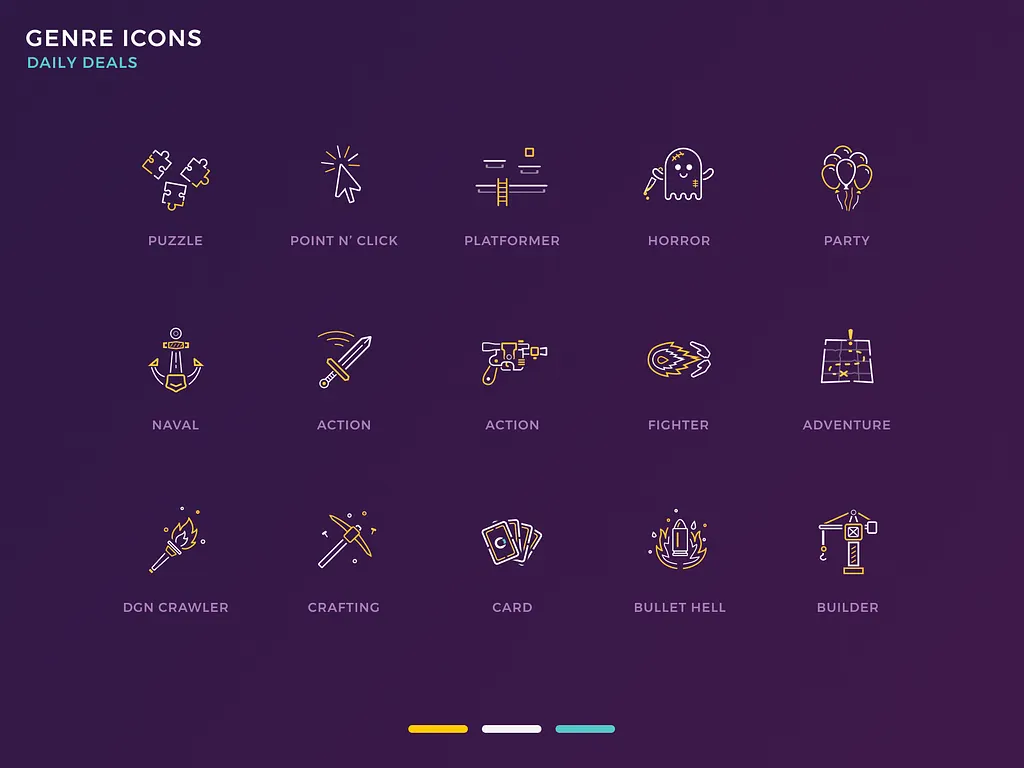 GENRE ICONS
DAILY DEALS
PUZZLE
POINT N' CLICK
PLATFORMER
HORROR
PARTY
NAVAL
ACTION
ACTION
FIGHTER
ADVENTURE
DGN CRAWLER
CRAFTING
CARD
BULLET HELL
BUILDER